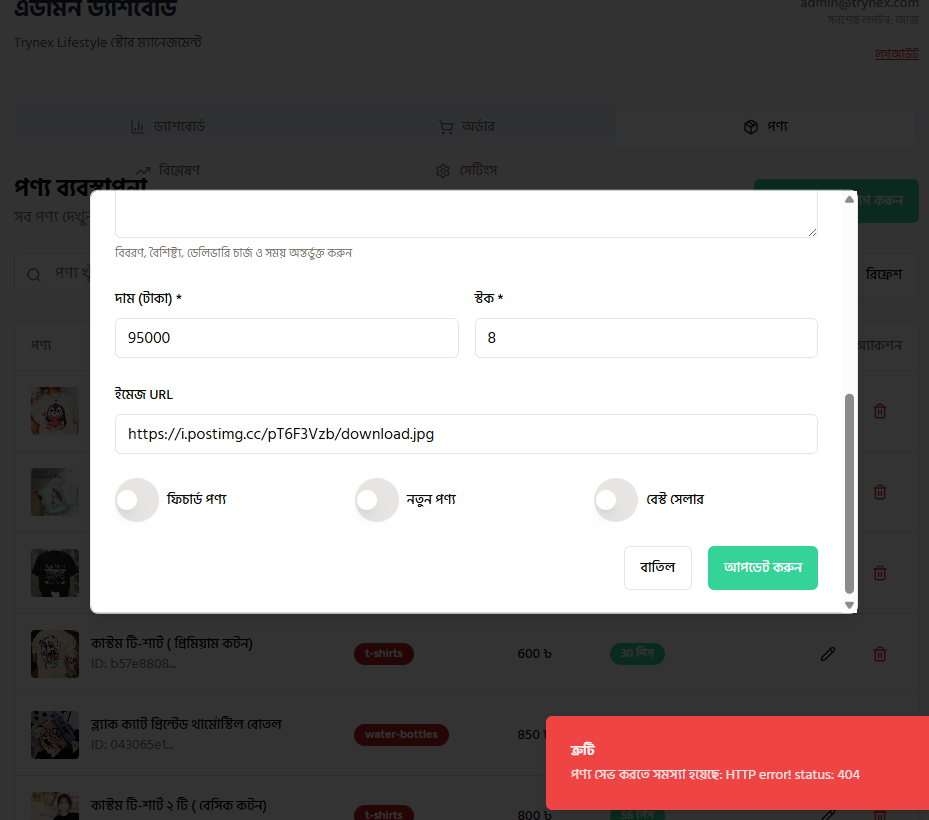 এডমিন ড্যাশবোর্ড
admin@trynex.com
সর্বশেষ লগইন: আজ
Trynex Lifestyle স্টোর ম্যানেজমেন্ট
লগআউট
ড্যাশবোর্ড
অর্ডার
পণ্য
বিশ্লেষণ
সেটিংস
পণ্য ব্যবস্থাপনা
করুন
সব পণ্য দেখুন
বিবরণ, বৈশিষ্ট্য, ডেলিভারি চার্জ ও সময় অন্তর্ভুক্ত করুন
পণ্য
রিফ্রেশ
দাম (টাকা) *
স্টক *
95000
8
পণ্য
অ্যাকশন
ইমেজ URL
https://i.postimg.cc/pT6F3Vzb/download.jpg
ফিচার্ড পণ্য
নতুন পণ্য
বেস্ট সেলার
বাতিল
আপডেট করুন
কাস্টম টি-শার্ট ( প্রিমিয়াম কটন)
ID: b57e8808...
t-shirts
600 ৳
30 পিস
ব্ল্যাক ক্যাট প্রিন্টেড থার্মোস্টিল বোতল
ID: 043065e1...
water-bottles
850 ৳
ত্রুটি
পণ্য সেভ করতে সমস্যা হয়েছে: HTTP error! status: 404
কাস্টম টি-শার্ট ২ টি ( বেসিক কটন)
t-shirts
800 ৳